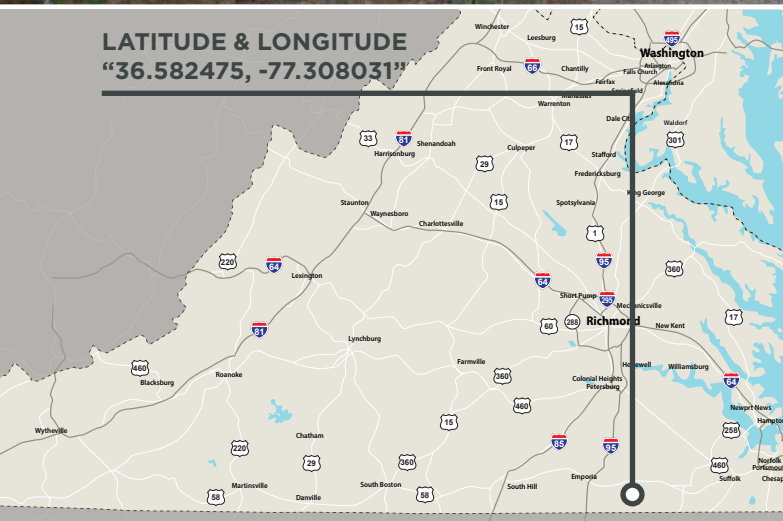 Winchester
15
Leesburg
495
Washington
LATITUDE & LONGITUDE
“36.582475, -77.308031”
Front Royal
66
Chantilly
Arlington
Falls Church
Fairfax
Alexandria
Springfield
Manassas
Warrenton
Dale City
Waldorf
33
81
Shenandoah
Harrisonburg
Culpeper
17
301
Stafford
29
Fredericksburg
King George
Staunton
15
Spotsylvania
Waynesboro
Charlottesville
1
220
64
95
360
Lexington
64
Short Pump
295
Mechanicsville
17
60
288
Richmond
New Kent
81
Lynchburg
Farmville
460
Hopewell
Williamsburg
Roanoke
360
Colonial Heights
Petersburg
64
Blacksburg
460
Newprt News
15
Hampton
Wytheville
258
Chatham
85
95
220
29
360
460
Norfolk
Portsmout
Martinsville
South Boston
South Hill
Emporia
Suffolk
Chesap
58
Danville
58